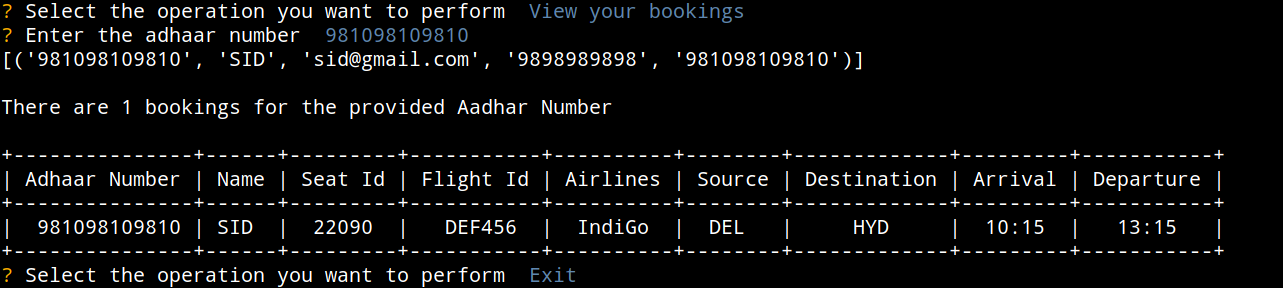 ? Select the operation you want to perform  View your bookings
? Enter the adhaar number  981098109810
[('981098109810', 'SID', 'sid@gmail.com', '9898989898', '981098109810')]
There are 1 bookings for the provided Aadhar Number
+---------------+------+---------+-----------+----------+--------+-------------+---------+-----------+
| Adhaar Number | Name | Seat Id | Flight Id | Airlines | Source | Destination | Arrival | Departure |
+---------------+------+---------+-----------+----------+--------+-------------+---------+-----------+
|  981098109810 | SID  |  22090  |   DEF456  |  IndiGo  |  DEL   |     HYD     |  10:15  |   13:15   |
+---------------+------+---------+-----------+----------+--------+-------------+---------+-----------+
? Select the operation you want to perform  Exit